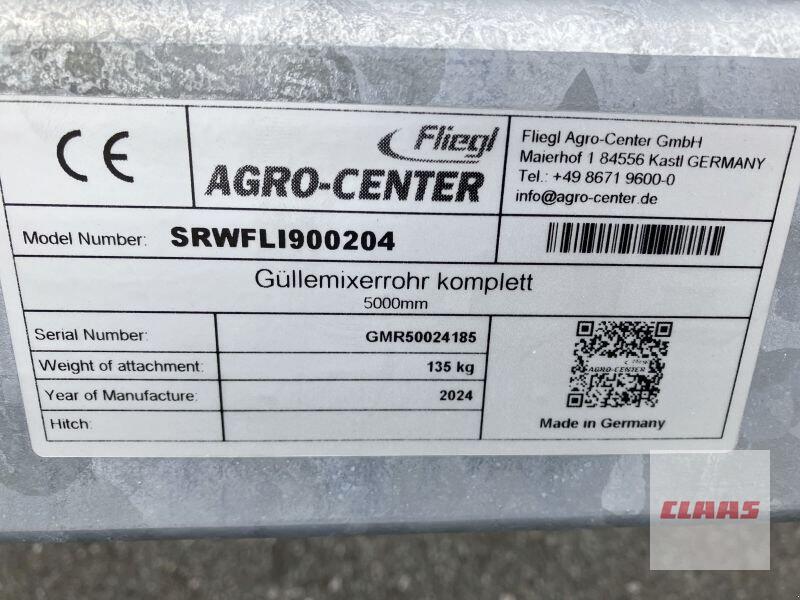 CE
Fliegl
AGRO-CENTER
Fliegl Agro-Center GmbH
Maierhof 1 84556 Kastl GERMANY
Tel.: +49 8671 9600-0
info@agro-center.de
Model Number: SRWFLI900204
Güllemixerrohr komplett
5000mm
Serial Number: GMR50024185
Weight of attachment: 135 kg
Year of Manufacture: 2024
Hitch:
Fliegl
AGRO-CENTER
Made in Germany
CLAAS